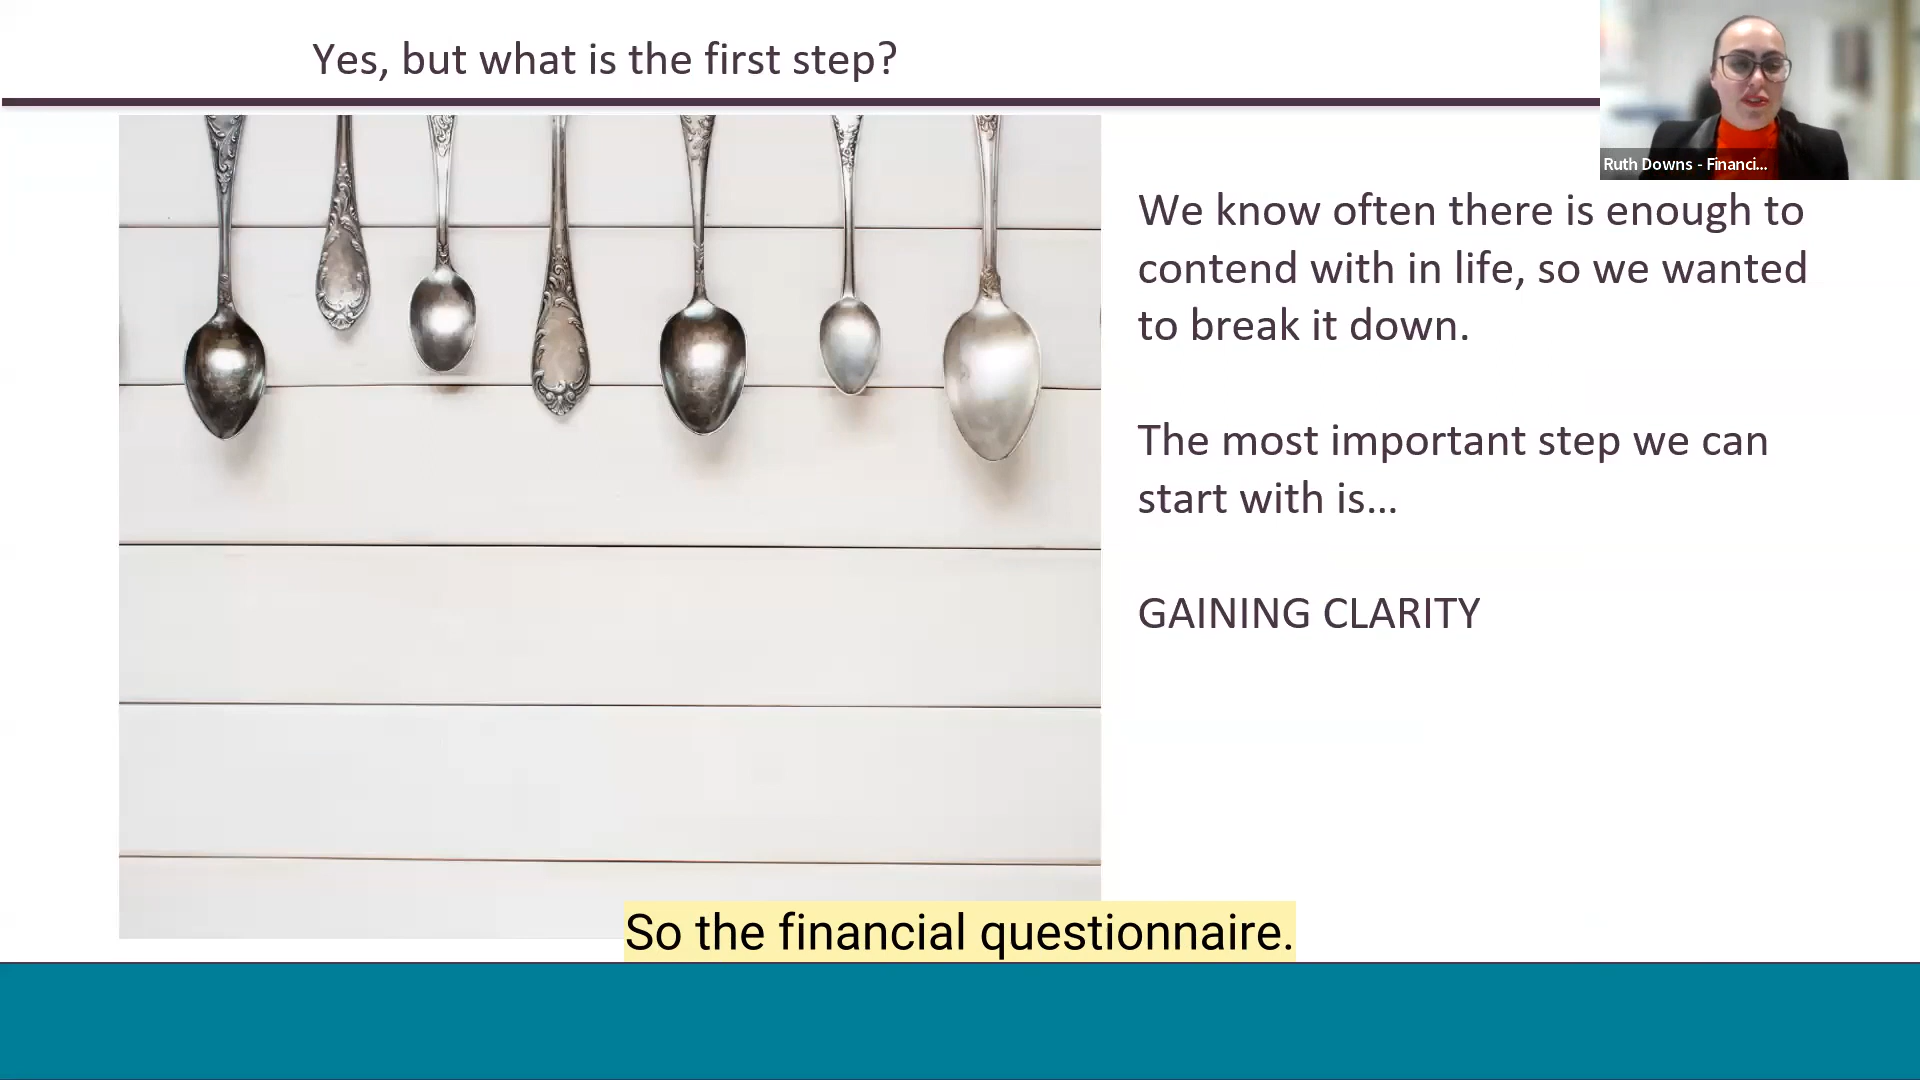 Yes, but what is the first step?
Ruth Downs - Financi...
We know often there is enough to
contend with in life, so we wanted
to break it down.
The most important step we can
start with is...
GAINING CLARITY
So the financial questionnaire.